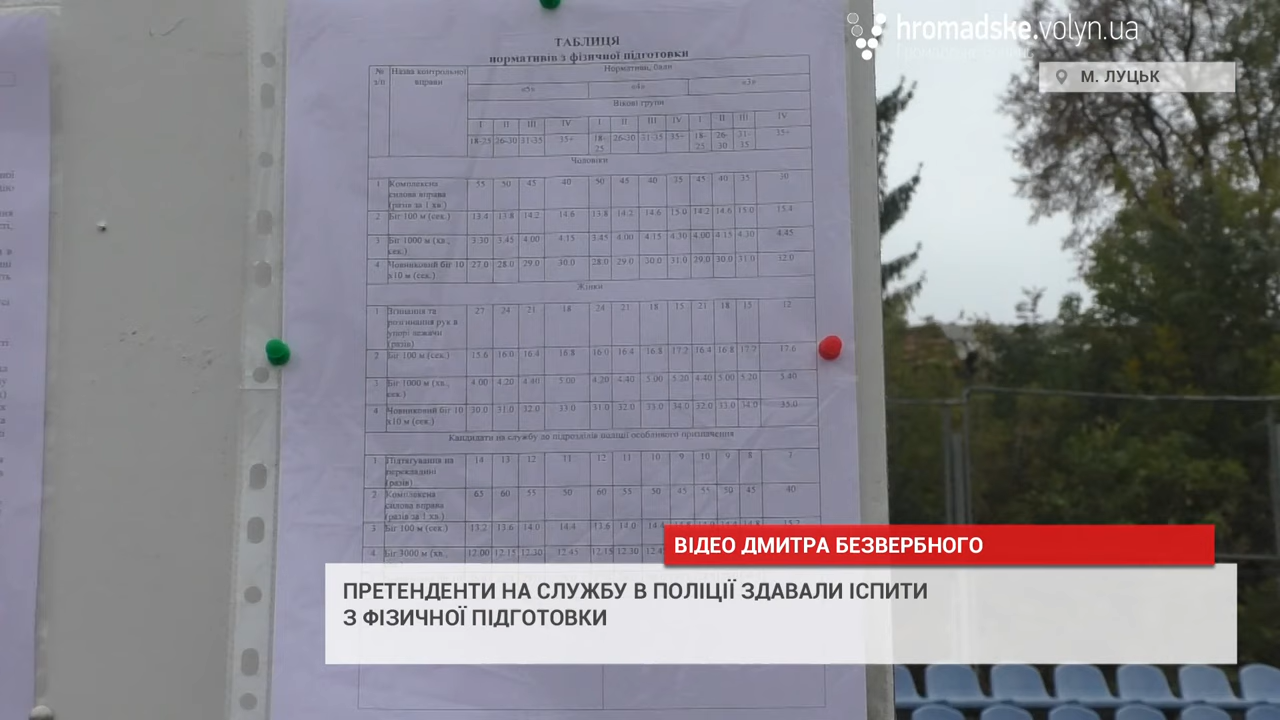 hromadske.volyn.ua
М. ЛУЦЬК
ТАБЛИЦЯ
нормативів з фізичної підготовки
№ з/п Назва контрольної вправи Нормативи, бали
«5» «4» «3»
Вікові групи
I II III IV I II III IV I II III IV
18-25 26-30 31-35 35+ 18-25 26-30 31-35 35+ 18-25 26-30 35+
Чоловіки
1 Комплексна 55 50 45 40 50 45 40 35 45 40 35 30
силова вправа
(разів за 1 хв.)
2 Біг 100 м (сек.) 13.4 13.8 14.2 14.6 13.8 14.2 14.6 15.0 14.2 14.6 15.0 15.4
3 Біг 1000 м (хв., 3.30 3.45 4.00 4.15 3.45 4.00 4.15 4.30 4.00 4.15 4.30 4.45
сек.)
4 Човниковий біг 10 27.0 28.0 29.0 30.0 28.0 29.0 30.0 31.0 29.0 30.0 31.0 32.0
х10 м (сек.)
Жінки
1 Згинання та 27 24 21 18 24 21 18 15 21 18 15 12
розгинання рук в
упорі лежачи
(разів)
2 Біг 100 м (сек.) 15.6 16.0 16.4 16.8 16.0 16.4 16.8 17.2 16.4 16.8 17.2 17.6
3 Біг 1000 м (хв., 4.00 4.20 4.40 5.00 4.20 4.40 5.00 5.20 4.40 5.00 5.20 5.40
сек.)
4 Човниковий біг 10 30.0 31.0 32.0 33.0 31.0 32.0 33.0 34.0 32.0 33.0 34.0 35.0
х10 м (сек.)
Кандидати на службу до підрозділів поліції особливого призначення
1 Підтягування на 14 13 12 11 12 11 10 9 10 9 8 7
перекладині
(разів)
2 Комплексна 65 60 55 50 60 55 50 45 55 50 45 40
силова вправа
(разів за 1 хв.)
3 Біг 100 м (сек.) 13.2 13.6 14.0 14.4 13.6 14.0 14.4
4 Біг 3000 м (хв., 12.00 12.15 12.30 12.45 12.15 12.30
ВІДЕО ДМИТРА БЕЗВЕРБНОГО
ПРЕТЕНДЕНТИ НА СЛУЖБУ В ПОЛІЦІЇ ЗДАВАЛИ ІСПИТИ
З ФІЗИЧНОЇ ПІДГОТОВКИ